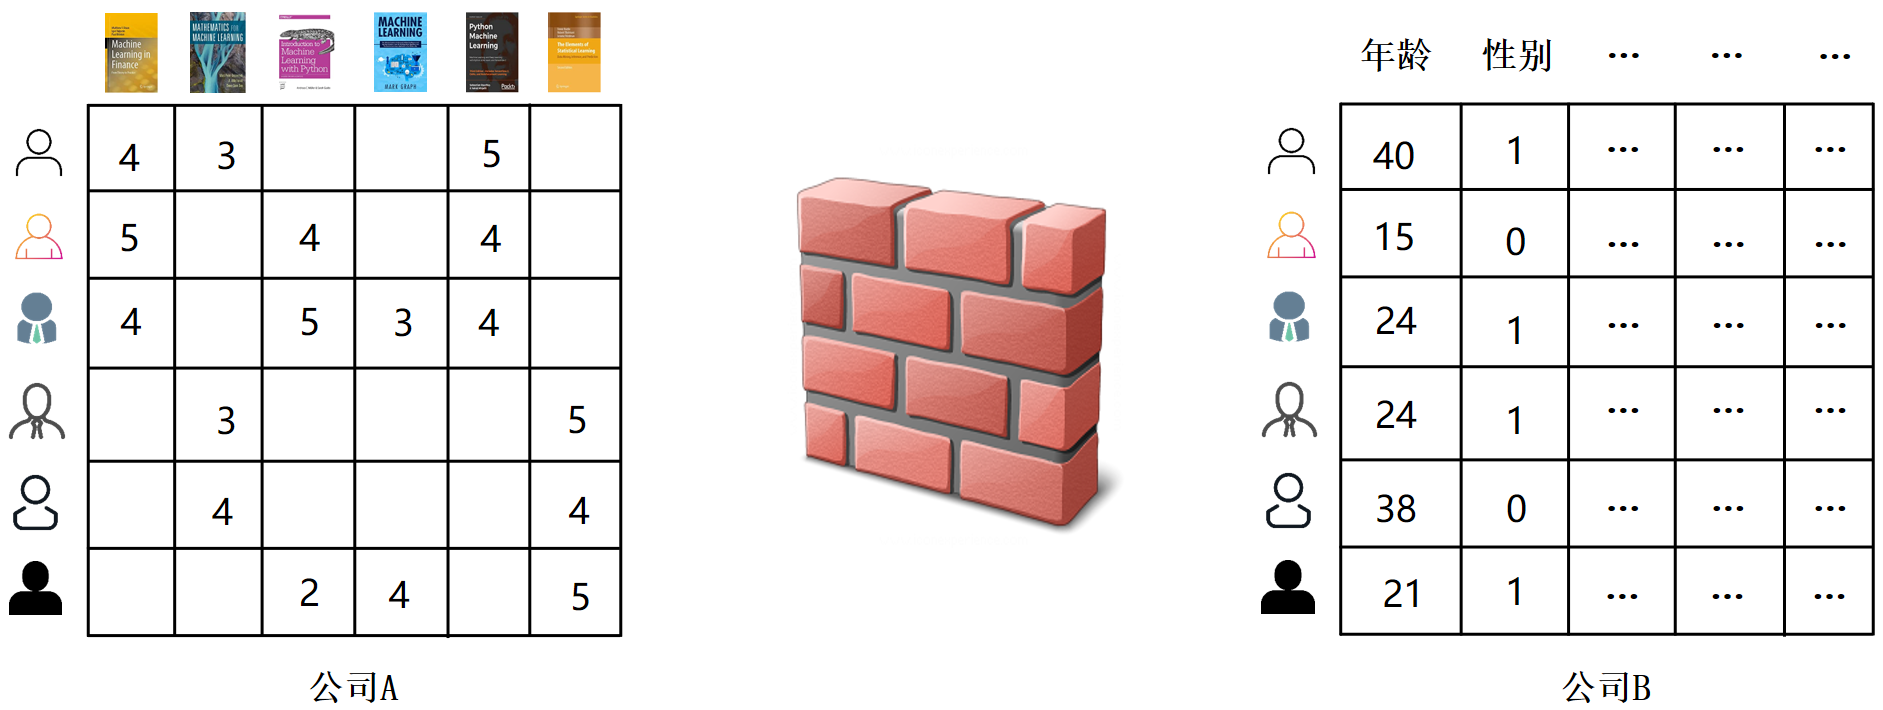 Machine
Learning in
Finance
MATHEMATICS FOR
MACHINE LEARNING
Introduction to
Machine
Learning
with Python
MACHINE
LEARNING
MARK GRAPH
Python
Machine
Learning
Packt
The Elements of
Statistical Learning
年龄 性别 ... ... ...
4 3 5
5 4 4
4 5 3 4
3 5
4 4
2 4 5
40 1 ... ... ...
15 0 ... ... ...
24 1 ... ... ...
24 1 ... ... ...
38 0 ... ... ...
21 1 ... ... ...
公司A
公司B